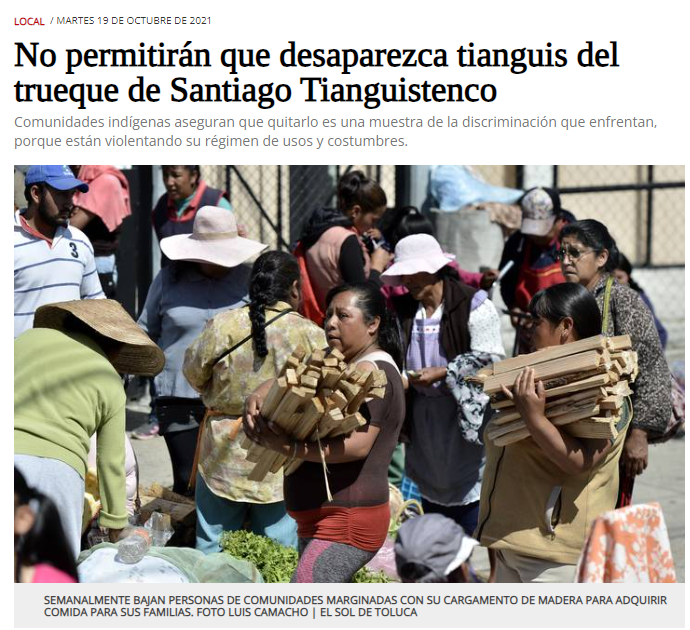 LOCAL / MARTES 19 DE OCTUBRE DE 2021
No permitirán que desaparezca tianguis del
trueque de Santiago Tianguistenco
Comunidades indígenas aseguran que quitarlo es una muestra de la discriminación que enfrentan,
porque están violentando su régimen de usos y costumbres.
3
SEMANALMENTE BAJAN PERSONAS DE COMUNIDADES MARGINADAS CON SU CARGAMENTO DE MADERA PARA ADQUIRIR
COMIDA PARA SUS FAMILIAS. FOTO LUIS CAMACHO | EL SOL DE TOLUCA